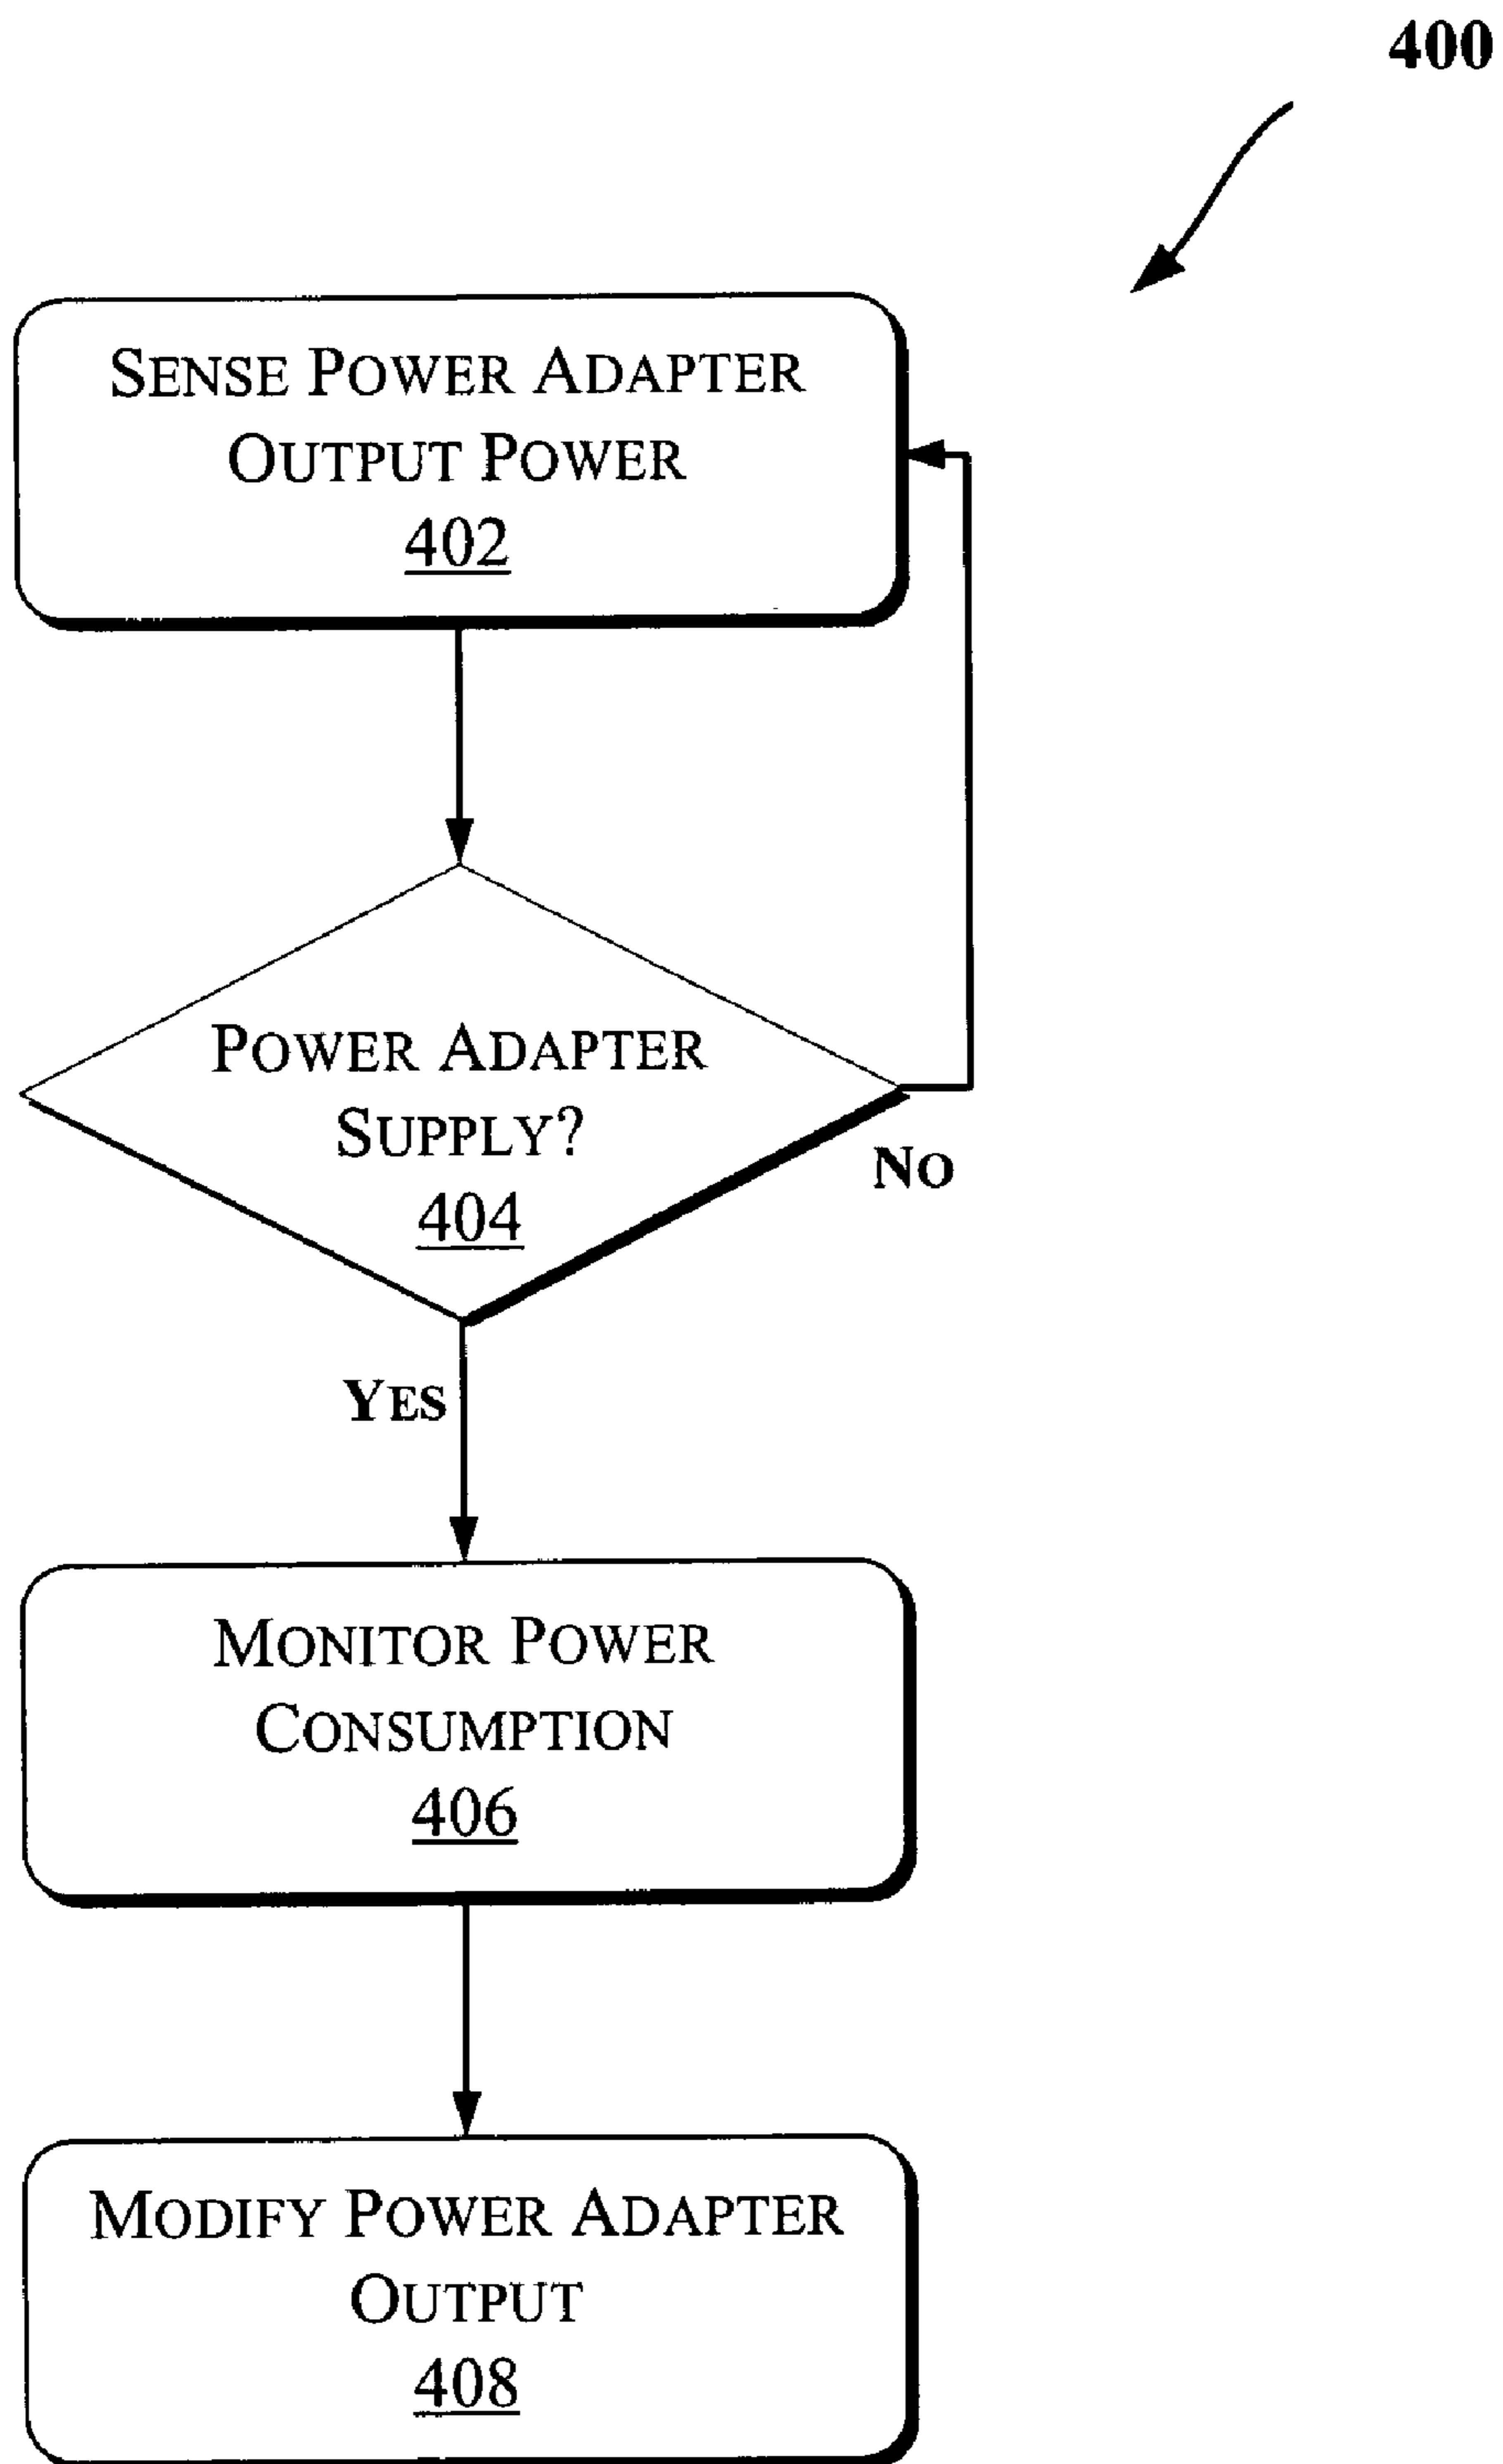 400
SENSE POWER ADAPTER
OUTPUT POWER
402
POWER ADAPTER
SUPPLY?
404
NO
YES
MONITOR POWER
CONSUMPTION
406
MODIFY POWER ADAPTER
OUTPUT
408